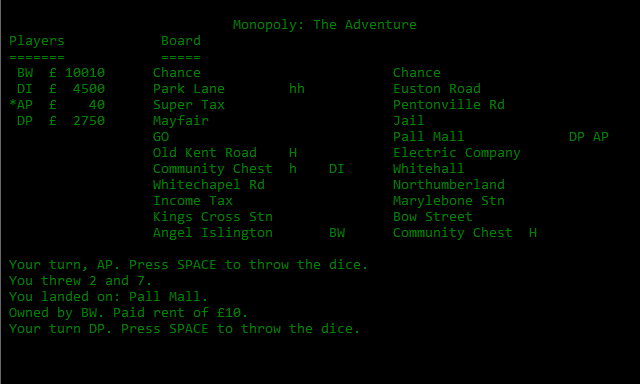 Monopoly: The Adventure
Players Board
======= =====
BW £ 10010 Chance Chance
DI £ 4500 Park Lane hh Euston Road
*AP £ 40 Super Tax Pentonville Rd
DP £ 2750 Mayfair Jail
GO Pall Mall DP AP
Old Kent Road H Electric Company
Community Chest h DI Whitehall
Whitechapel Rd Northumberland
Income Tax Marylebone Stn
Kings Cross Stn Bow Street
Angel Islington BW Community Chest H
Your turn, AP. Press SPACE to throw the dice.
You threw 2 and 7.
You landed on: Pall Mall.
Owned by BW. Paid rent of £10.
Your turn DP. Press SPACE to throw the dice.